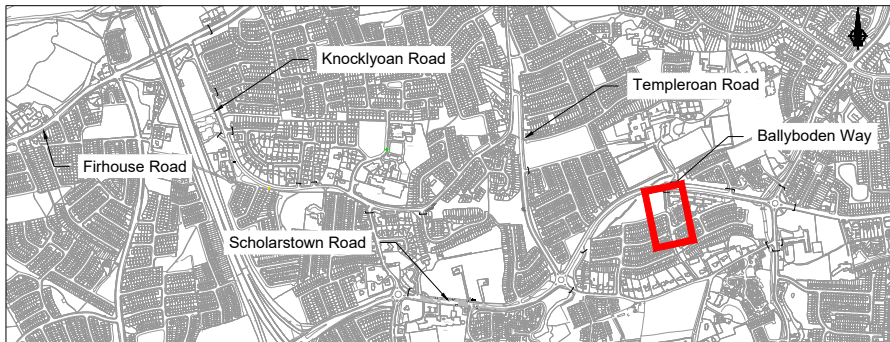 Knocklyoan Road
Templeroan Road
Ballyboden Way
Firhouse Road
Scholarstown Road